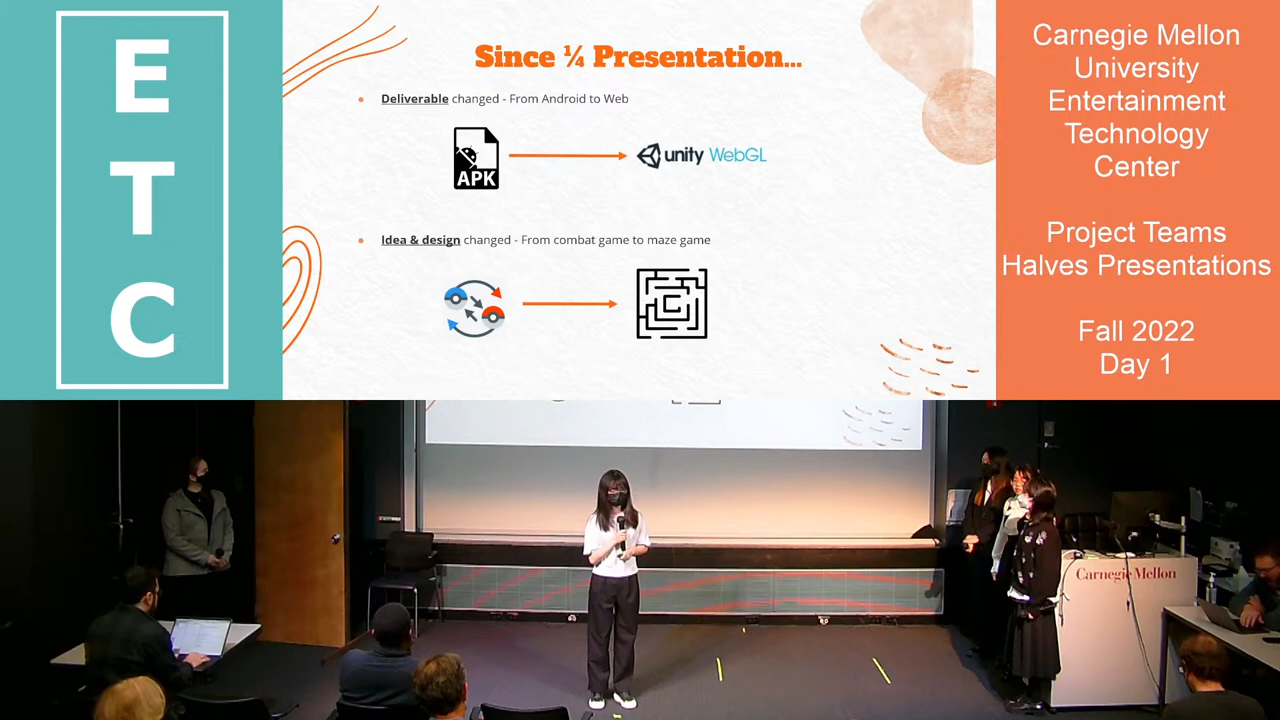 E
T
C
Since ¼ Presentation...
Deliverable changed - From Android to Web
APK
unity WebGL
Idea & design changed - From combat game to maze game
Carnegie Mellon
University
Entertainment
Technology
Center
Project Teams
Halves Presentations
Fall 2022
Day 1
Carnegie Mellon